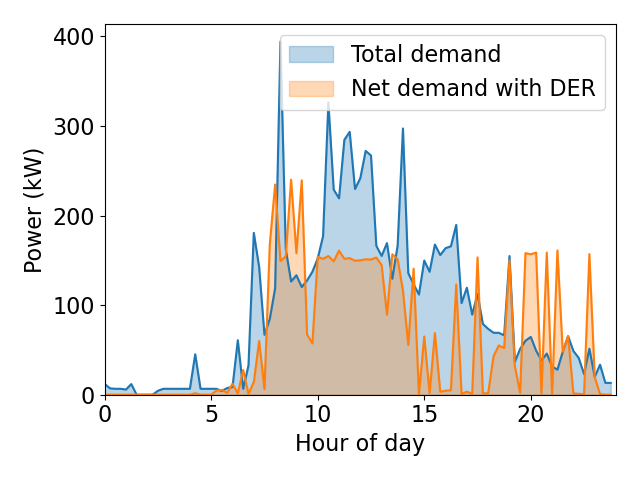 Total demand
Net demand with DER
Power (kW)
400
300
200
100
0
0 5 10 15 20
Hour of day